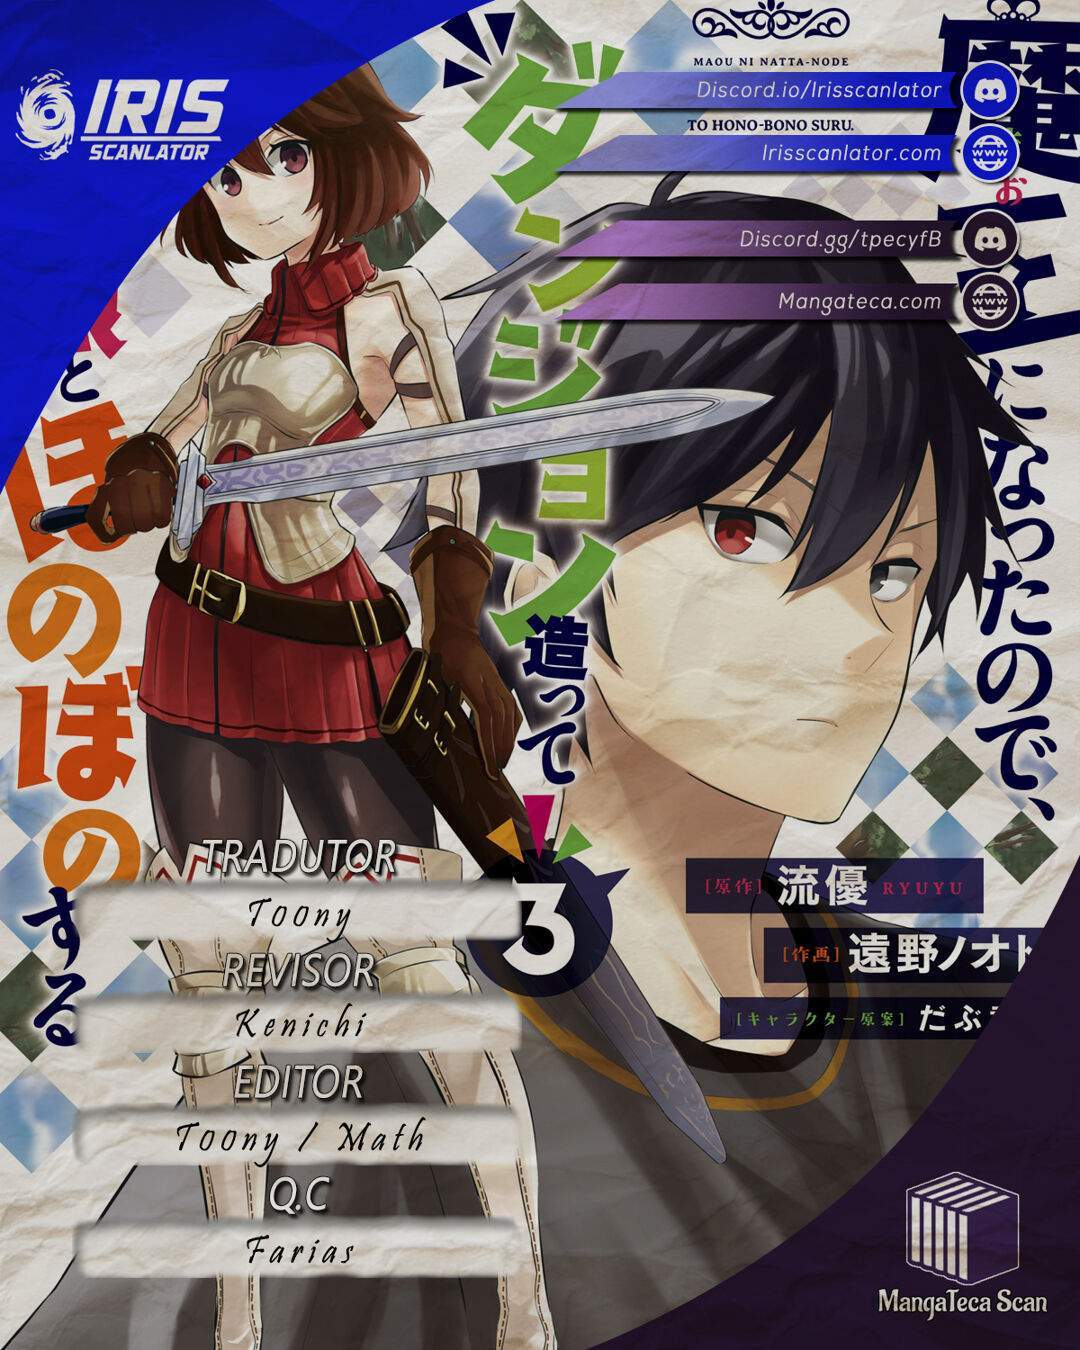 IRIS
SCANLATOR
MAOU NI NATTA-NODE
TO HONO-BONO SURU.
Discord.io/Irisscanlator
Irisscanlator.com
Discord.gg/tpecyfB
Mangateca.com
魔王になったので、
ダンジョン造って
とほのぼのする
3
[原作] 流優 RYUYU
[作画] 遠野ノオト
[キャラクター原案] だぶ
TRADUTOR
Toony
REVISOR
Kenichi
EDITOR
Toony / Math
Q.C
Farias
MangaTeca Scan